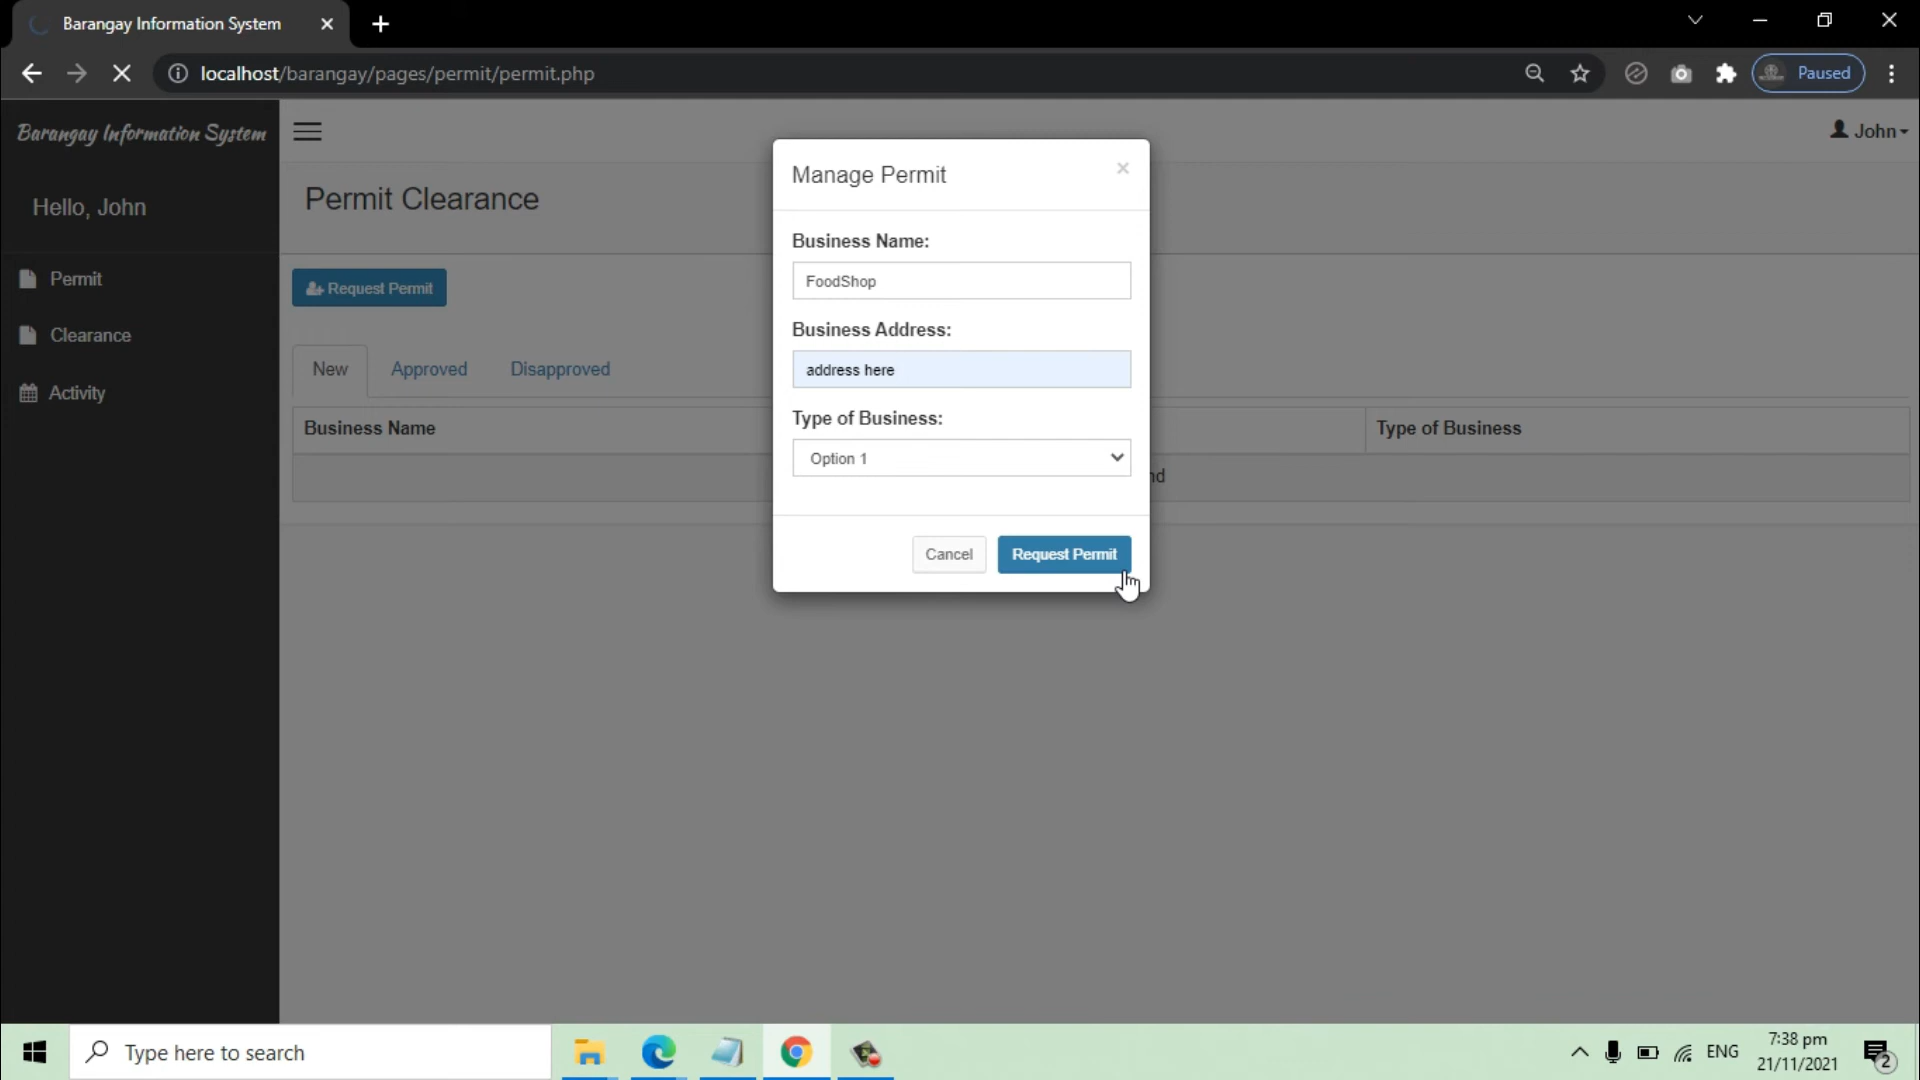 Barangay Information System
localhost/barangay/pages/permit/permit.php
Paused
Barangay Information System
John
Hello, John
Permit Clearance
Permit
Clearance
Activity
Request Permit
New
Approved
Disapproved
Business Name
Type of Business
nd
Manage Permit
×
Business Name:
FoodShop
Business Address:
address here
Type of Business:
Option 1
Cancel
Request Permit
Type here to search
ENG
7:38 pm
21/11/2021
2